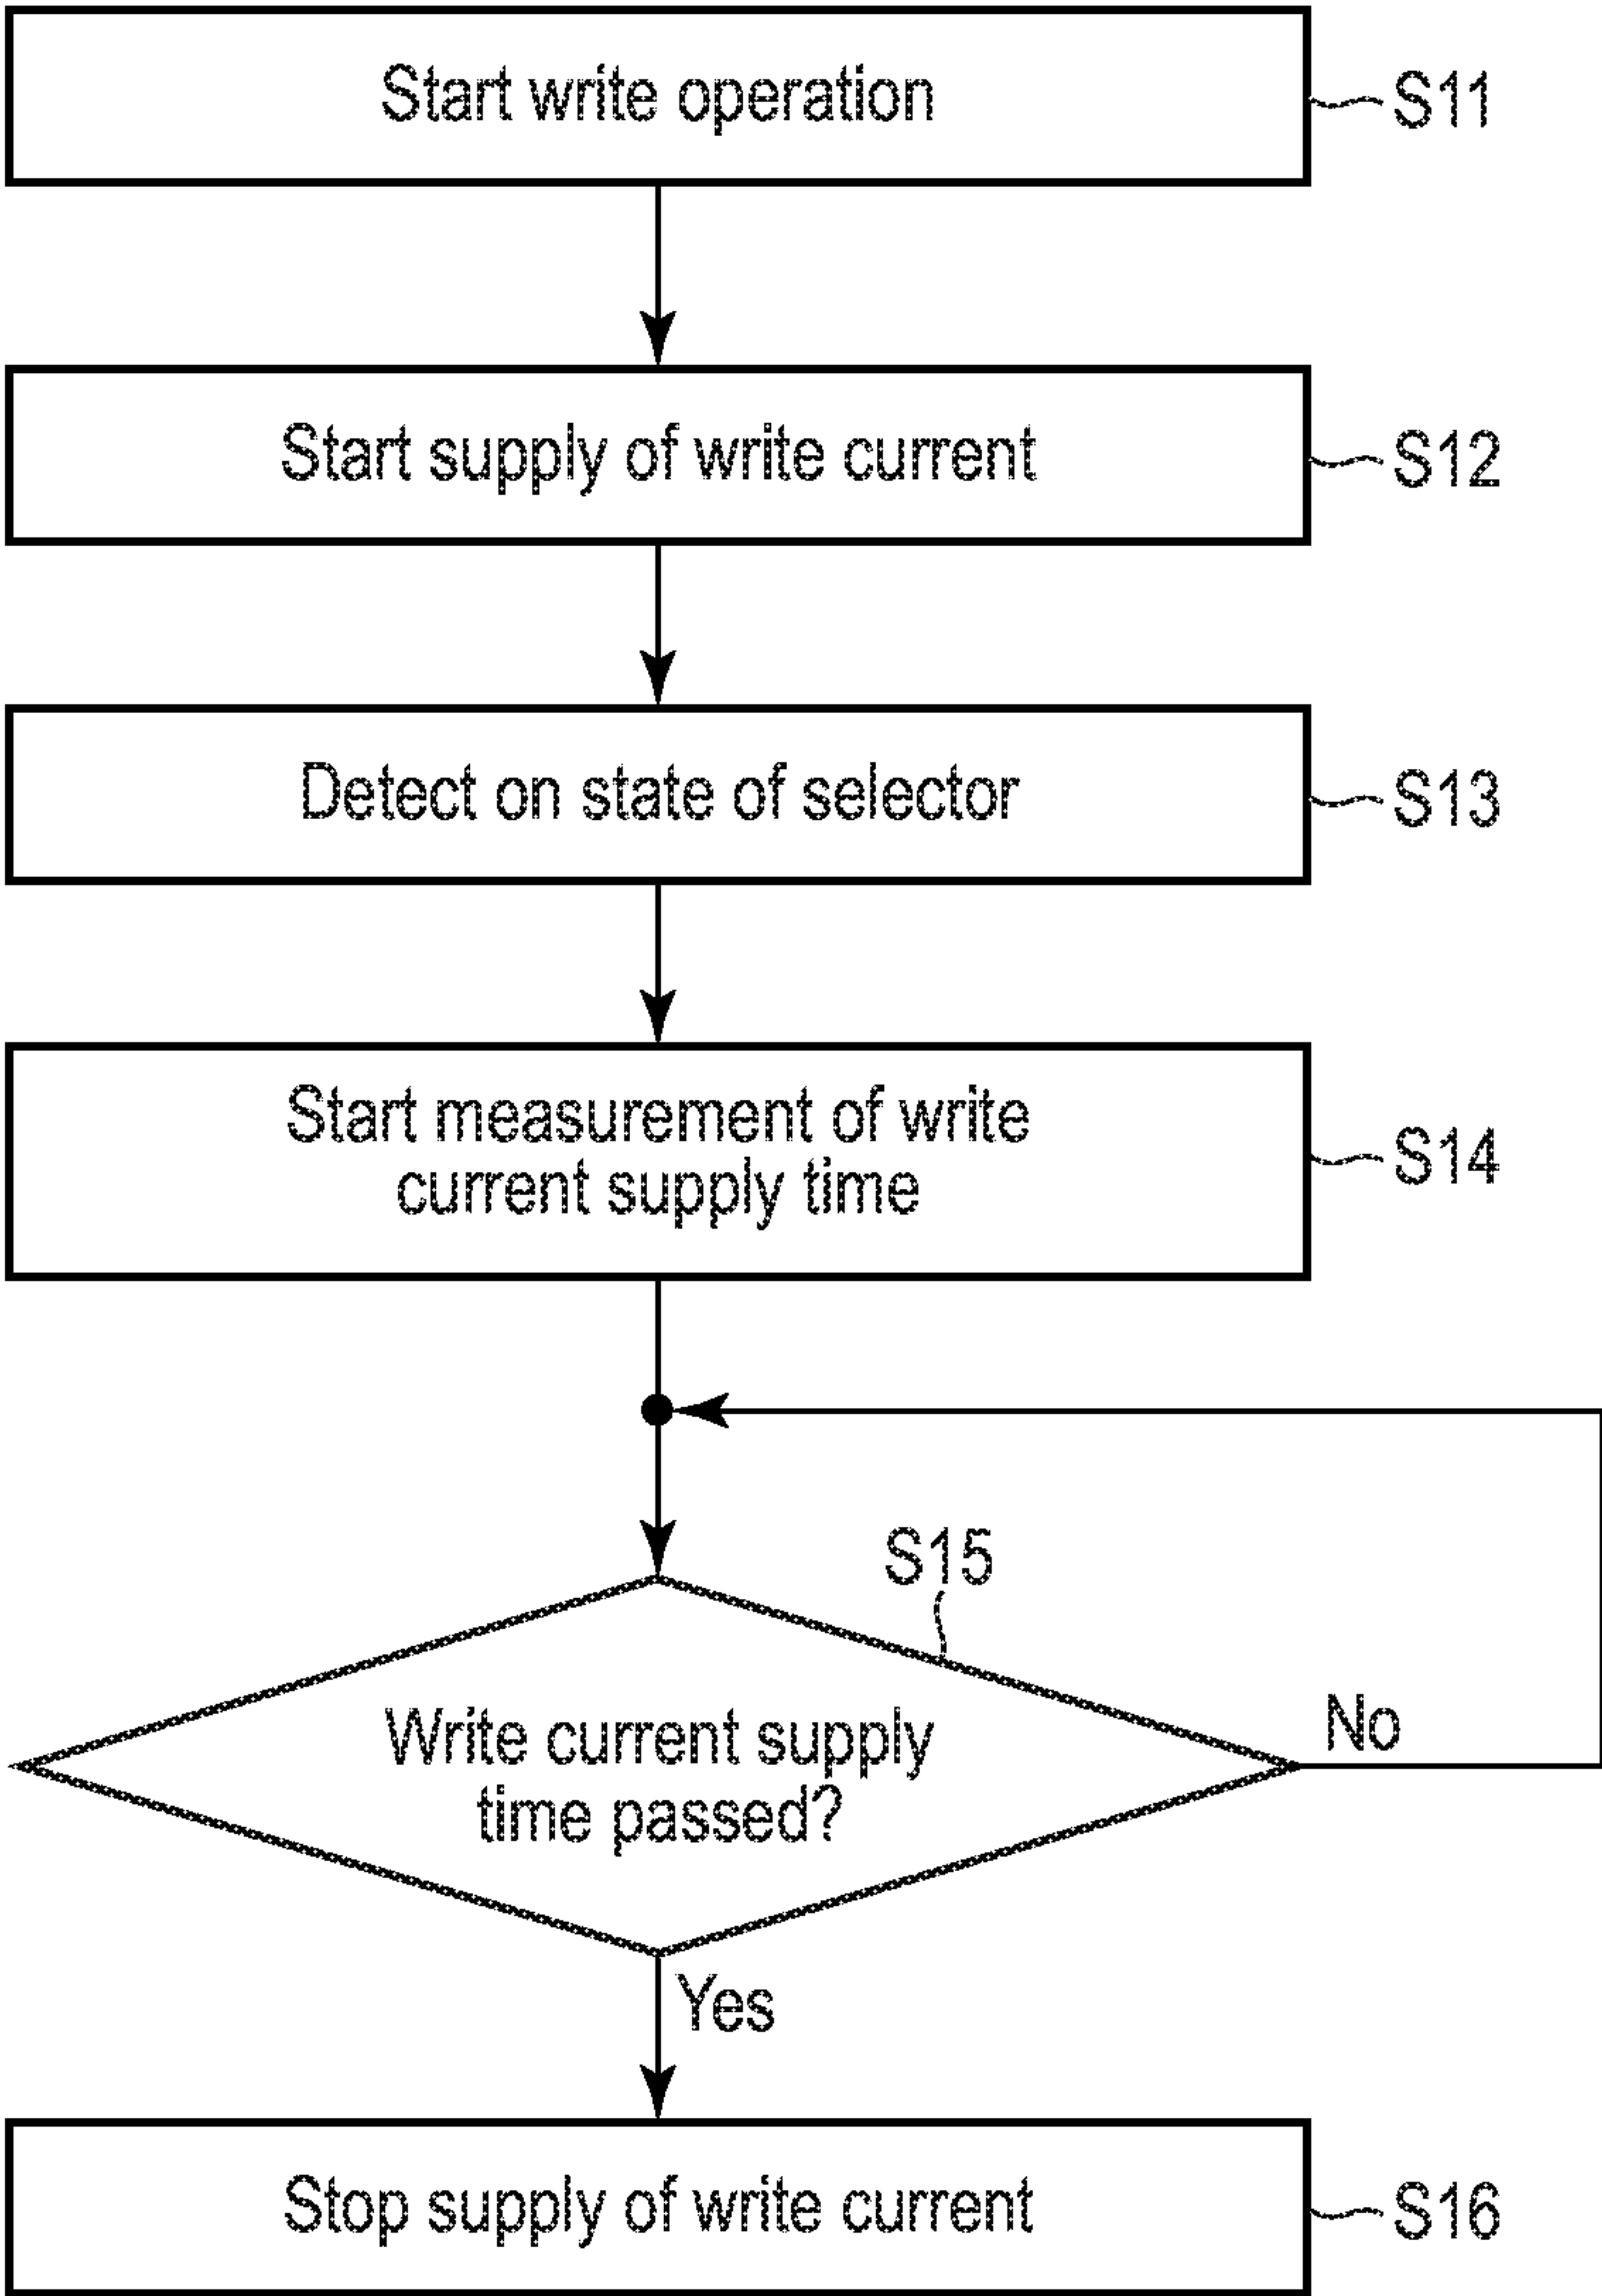 Start write operation
S11
Start supply of write current
S12
Detect on state of selector
S13
Start measurement of write
current supply time
S14
S15
Write current supply
time passed?
No
Yes
Stop supply of write current
S16